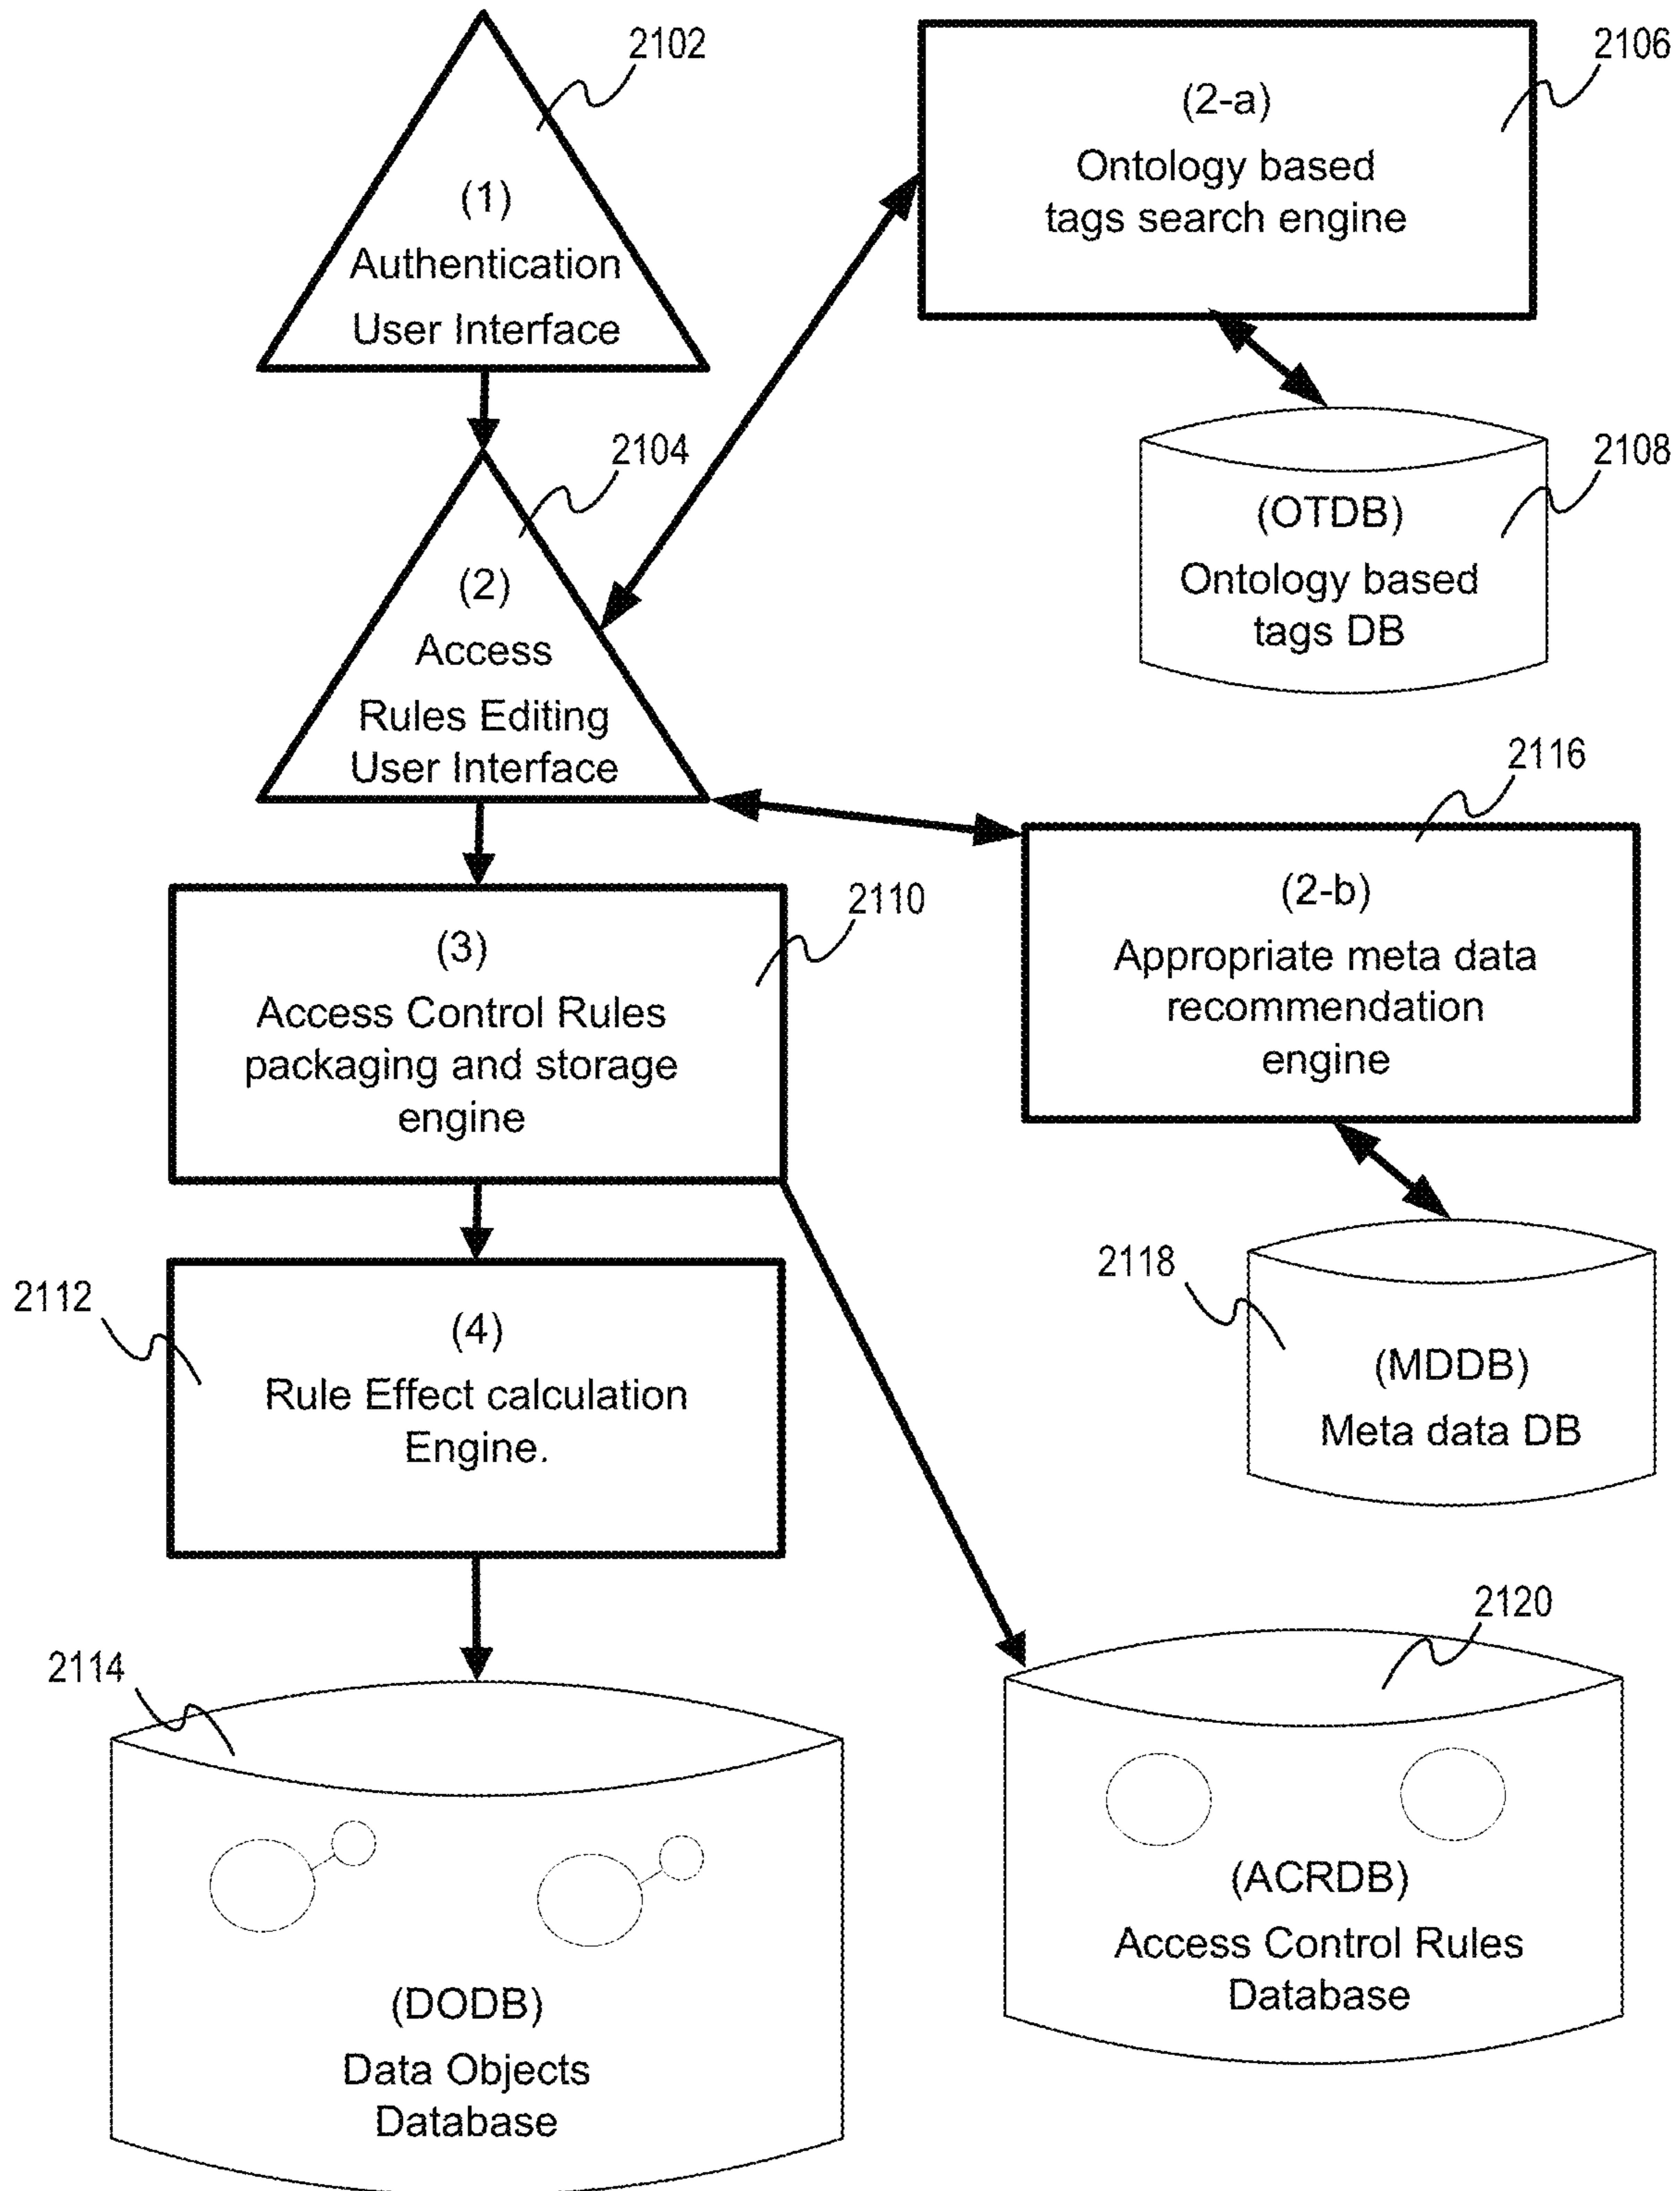 2102
(1)
Authentication
User Interface
2106
(2-a)
Ontology based
tags search engine
2104
(2)
Access
Rules Editing
User Interface
2108
(OTDB)
Ontology based
tags DB
2116
(2-b)
Appropriate meta data
recommendation
engine
2110
(3)
Access Control Rules
packaging and storage
engine
2118
(MDDB)
Meta data DB
2112
(4)
Rule Effect calculation
Engine.
2120
(ACRDB)
Access Control Rules
Database
2114
(DODB)
Data Objects
Database